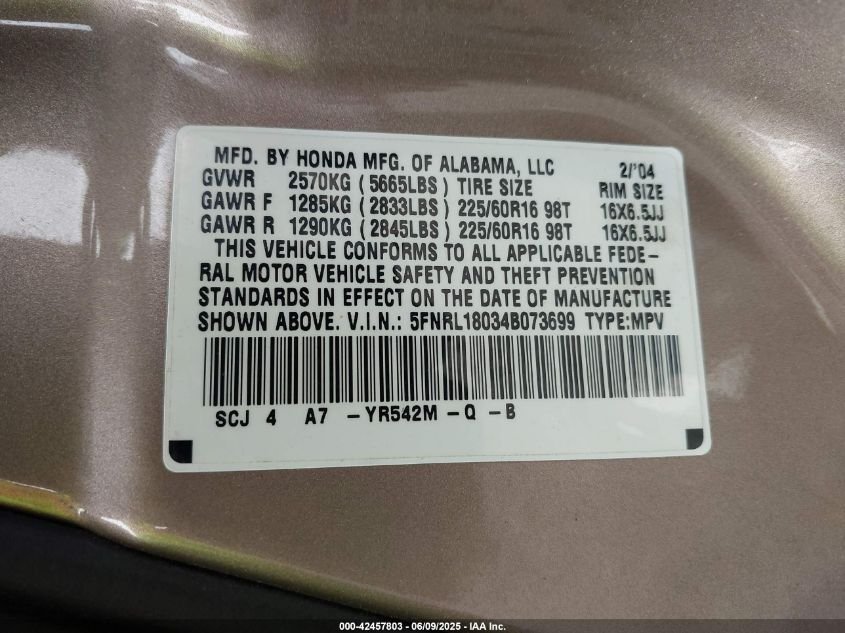 MFD. BY HONDA MFG. OF ALABAMA, LLC 2/'04
GVWR 2570KG (5665LBS) TIRE SIZE RIM SIZE
GAWR F 1285KG (2833LBS) 225/60R16 98T 16X6.5JJ
GAWR R 1290KG (2845LBS) 225/60R16 98T 16X6.5JJ
THIS VEHICLE CONFORMS TO ALL APPLICABLE FEDE-
RAL MOTOR VEHICLE SAFETY AND THEFT PREVENTION
STANDARDS IN EFFECT ON THE DATE OF MANUFACTURE
SHOWN ABOVE. V.I.N.: 5FNRL18034B073699 TYPE:MPV
SCJ 4 A7 -YR542M -Q -B
000-42457803 - 06/09/2025 - IAA Inc.